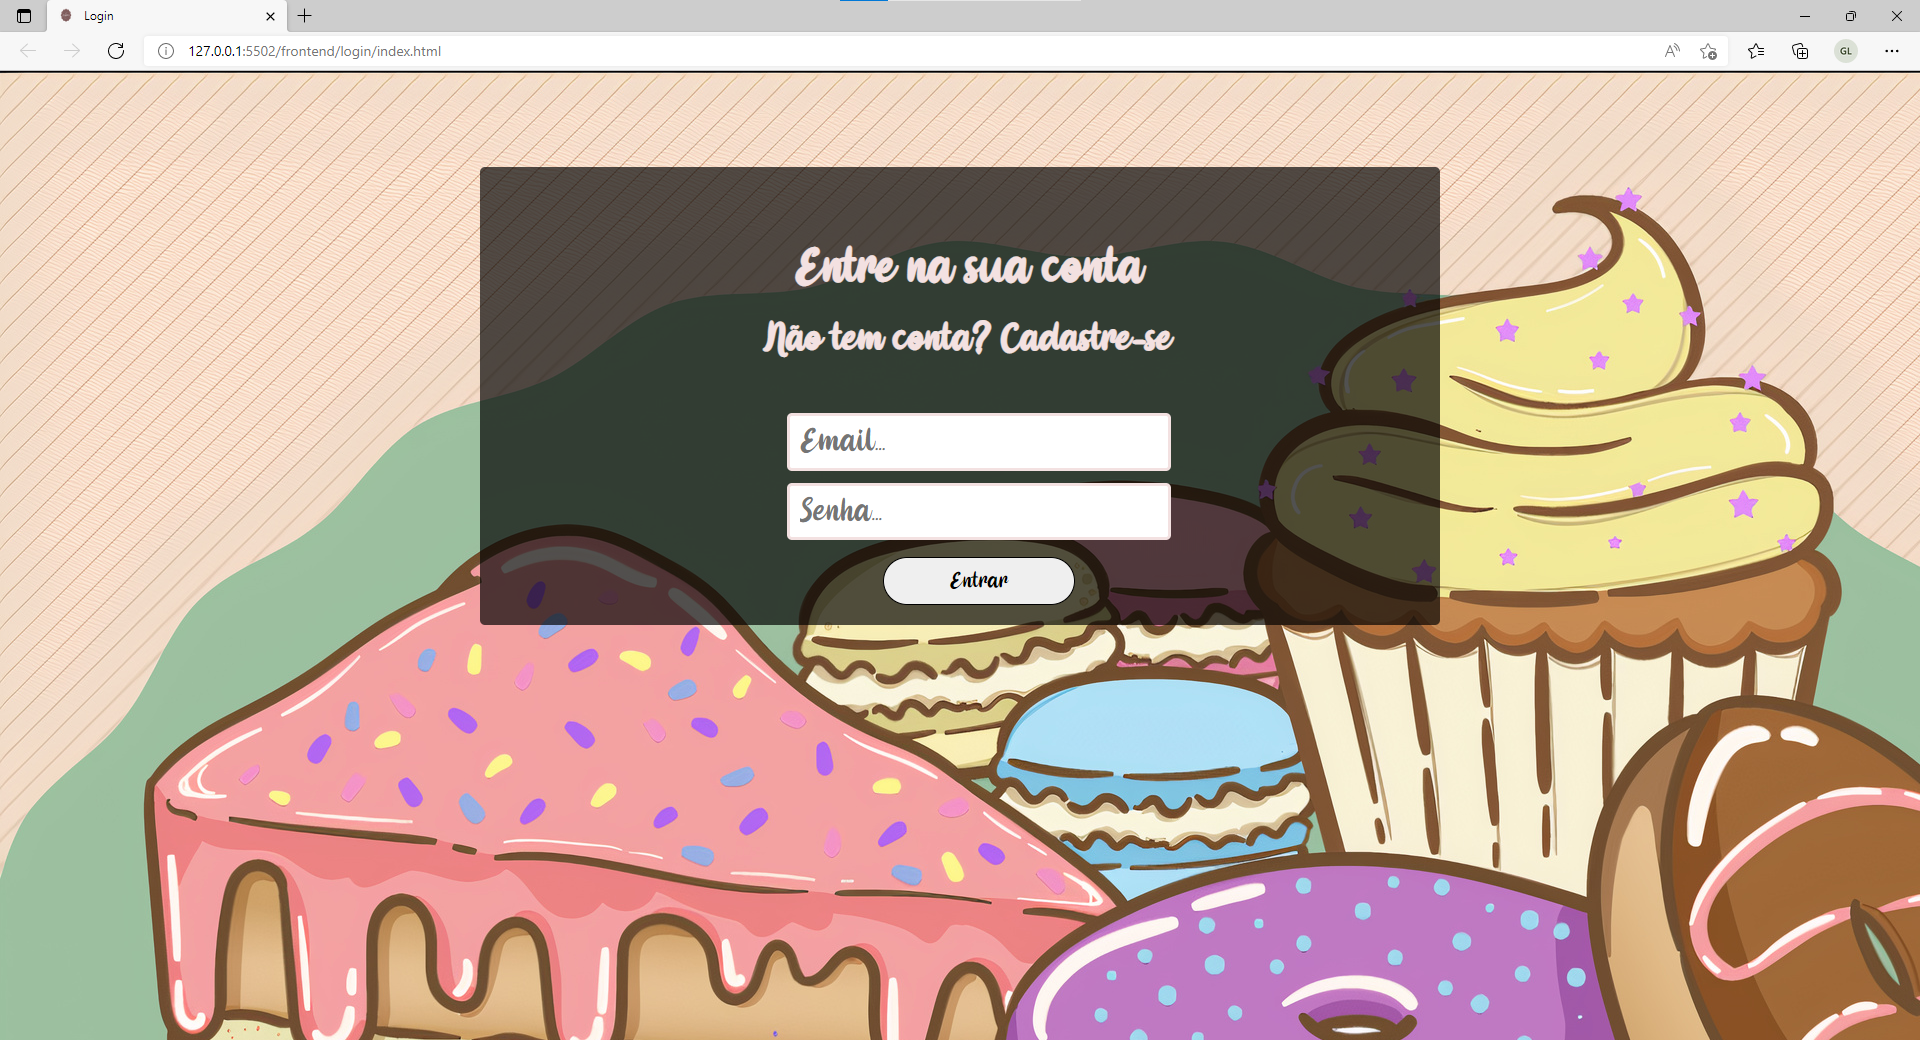 Login
127.0.0.1:5502/frontend/login/index.html
GL
Entre na sua conta
Não tem conta? Cadastre-se
Email...
Senha...
Entrar